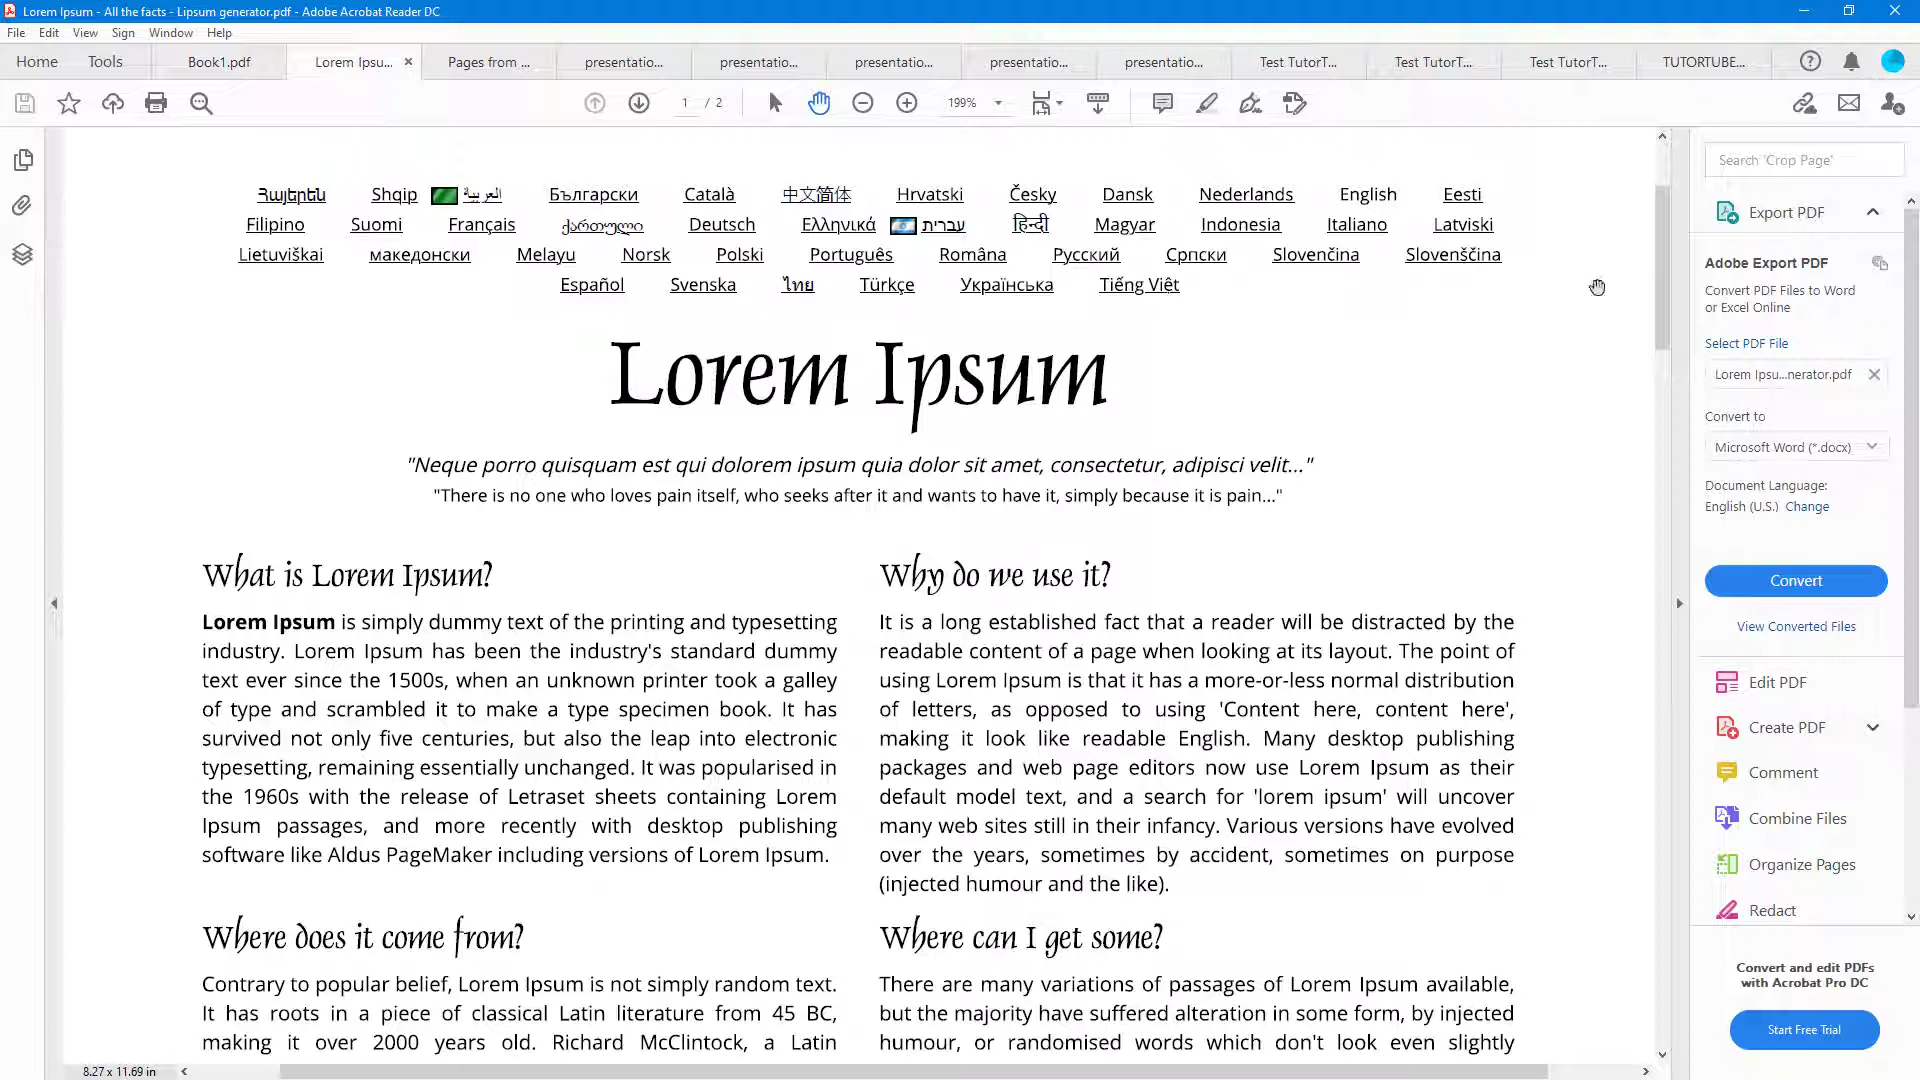 Lorem Ipsum - All the facts - Lipsum generator.pdf - Adobe Acrobat Reader DC
File Edit View Sign Window Help
Home Tools Book1.pdf Lorem Ipsu... Pages from ... presentatio... presentatio... presentatio... presentatio... presentatio... Test TutorT... Test TutorT... Test TutorT... TUTORTUBE...
1 / 2 199%
Հայերեն Shqip العربية Български Català 中文简体 Hrvatski Česky Dansk Nederlands English Eesti
Filipino Suomi Français ქართული Deutsch Ελληνικά עברית हिन्दी Magyar Indonesia Italiano Latviski
Lietuviškai македонски Melayu Norsk Polski Português Româna Русский Српски Slovenčina Slovenščina
Español Svenska ไทย Türkçe Українська Tiếng Việt
Lorem Ipsum
"Neque porro quisquam est qui dolorem ipsum quia dolor sit amet, consectetur, adipisci velit..."
"There is no one who loves pain itself, who seeks after it and wants to have it, simply because it is pain..."
What is Lorem Ipsum?
Lorem Ipsum is simply dummy text of the printing and typesetting
industry. Lorem Ipsum has been the industry's standard dummy
text ever since the 1500s, when an unknown printer took a galley
of type and scrambled it to make a type specimen book. It has
survived not only five centuries, but also the leap into electronic
typesetting, remaining essentially unchanged. It was popularised in
the 1960s with the release of Letraset sheets containing Lorem
Ipsum passages, and more recently with desktop publishing
software like Aldus PageMaker including versions of Lorem Ipsum.
Why do we use it?
It is a long established fact that a reader will be distracted by the
readable content of a page when looking at its layout. The point of
using Lorem Ipsum is that it has a more-or-less normal distribution
of letters, as opposed to using 'Content here, content here',
making it look like readable English. Many desktop publishing
packages and web page editors now use Lorem Ipsum as their
default model text, and a search for 'lorem ipsum' will uncover
many web sites still in their infancy. Various versions have evolved
over the years, sometimes by accident, sometimes on purpose
(injected humour and the like).
Where does it come from?
Contrary to popular belief, Lorem Ipsum is not simply random text.
It has roots in a piece of classical Latin literature from 45 BC,
making it over 2000 years old. Richard McClintock, a Latin
Where can I get some?
There are many variations of passages of Lorem Ipsum available,
but the majority have suffered alteration in some form, by injected
humour, or randomised words which don't look even slightly
8.27 x 11.69 in
Search 'Crop Page'
Export PDF
Adobe Export PDF
Convert PDF Files to Word
or Excel Online
Select PDF File
Lorem Ipsu...nerator.pdf
Convert to
Microsoft Word (*.docx)
Document Language:
English (U.S.) Change
Convert
View Converted Files
Edit PDF
Create PDF
Comment
Combine Files
Organize Pages
Redact
Convert and edit PDFs
with Acrobat Pro DC
Start Free Trial